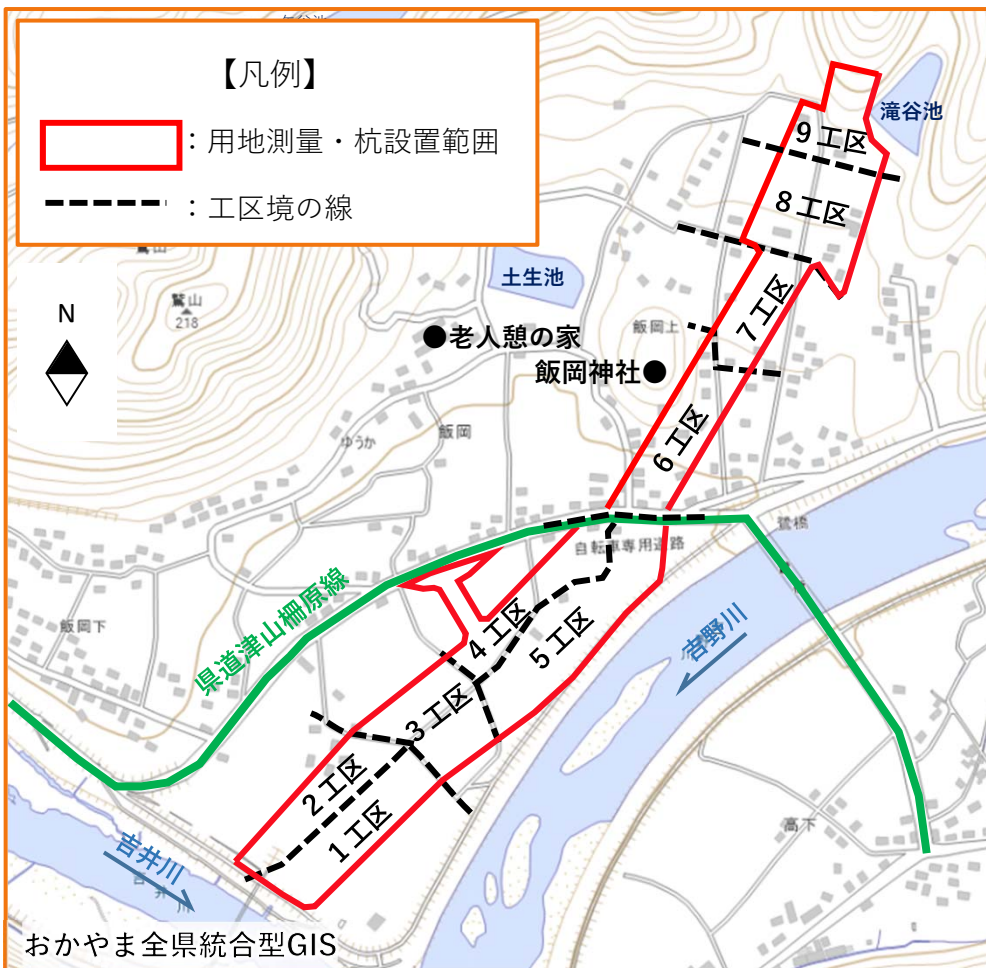 【凡例】
：用地測量・杭設置範囲
：工区境の線
滝谷池
9工区
8工区
土生池
7工区
N
鷲山
218
●老人憩の家
飯岡上
飯岡神社●
飯岡
ゆうか
6工区
自転車専用道路
鷺橋
県道津山柵原線
飯岡下
4工区
5工区
吉野川
3工区
2工区
1工区
高下
吉井川
おかやま全県統合型GIS